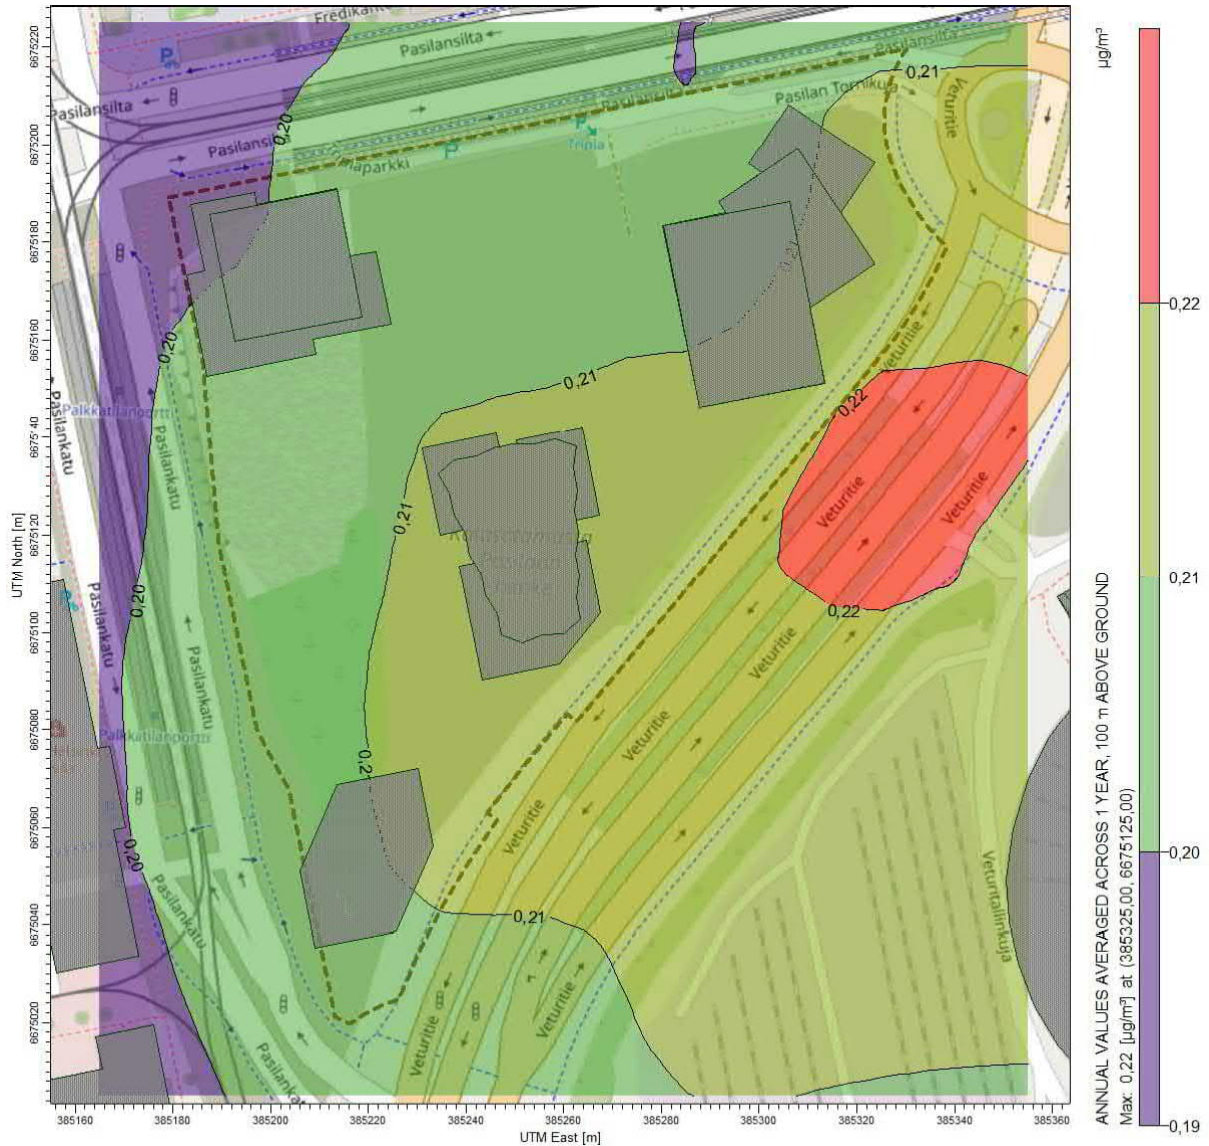 Pasilansilta
0,21
Pasilansilta
Pasilansilta
Pasilan Tornikuja
Veturitie
0,20
Tripla
0,21
0,20
Veturitie
0,21
0,22
Palkkatilanportti
Pasilankatu
Pasilankatu
0,21
Veturitie
Veturitie
0,20
Pasilankatu
0,22
Pasilankatu
Veturitie
Palkkatilanportti
Veturitie
Veturitie
0,20
Veturitallinkuja
Pasilankatu
0,21
Veturitie
Veturitie
6675220
6675200
6675180
6675160
6675140
6675120
6675100
6675080
6675060
6675040
6675020
UTM North [m]
385160
385180
385200
385220
385240
385260
385280
385300
385320
385340
385360
UTM East [m]
µg/m³
0,22
0,21
0,20
0,19
ANNUAL VALUES AVERAGED ACROSS 1 YEAR, 100 m ABOVE GROUND
Max: 0,22 [µg/m³] at (385325,00, 6675125,00)